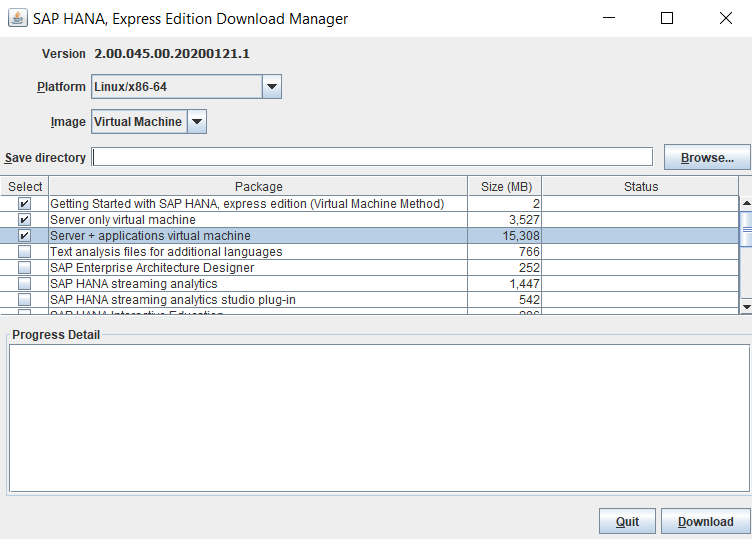 SAP HANA, Express Edition Download Manager
Version 2.00.045.00.20200121.1
Platform Linux/x86-64
Image Virtual Machine
Save directory Browse...
Select Package Size (MB) Status
Getting Started with SAP HANA, express edition (Virtual Machine Method) 2
Server only virtual machine 3,527
Server + applications virtual machine 15,308
Text analysis files for additional languages 766
SAP Enterprise Architecture Designer 252
SAP HANA streaming analytics 1,447
SAP HANA streaming analytics studio plug-in 542
SAP HANA Interactive Education
Progress Detail
Quit Download